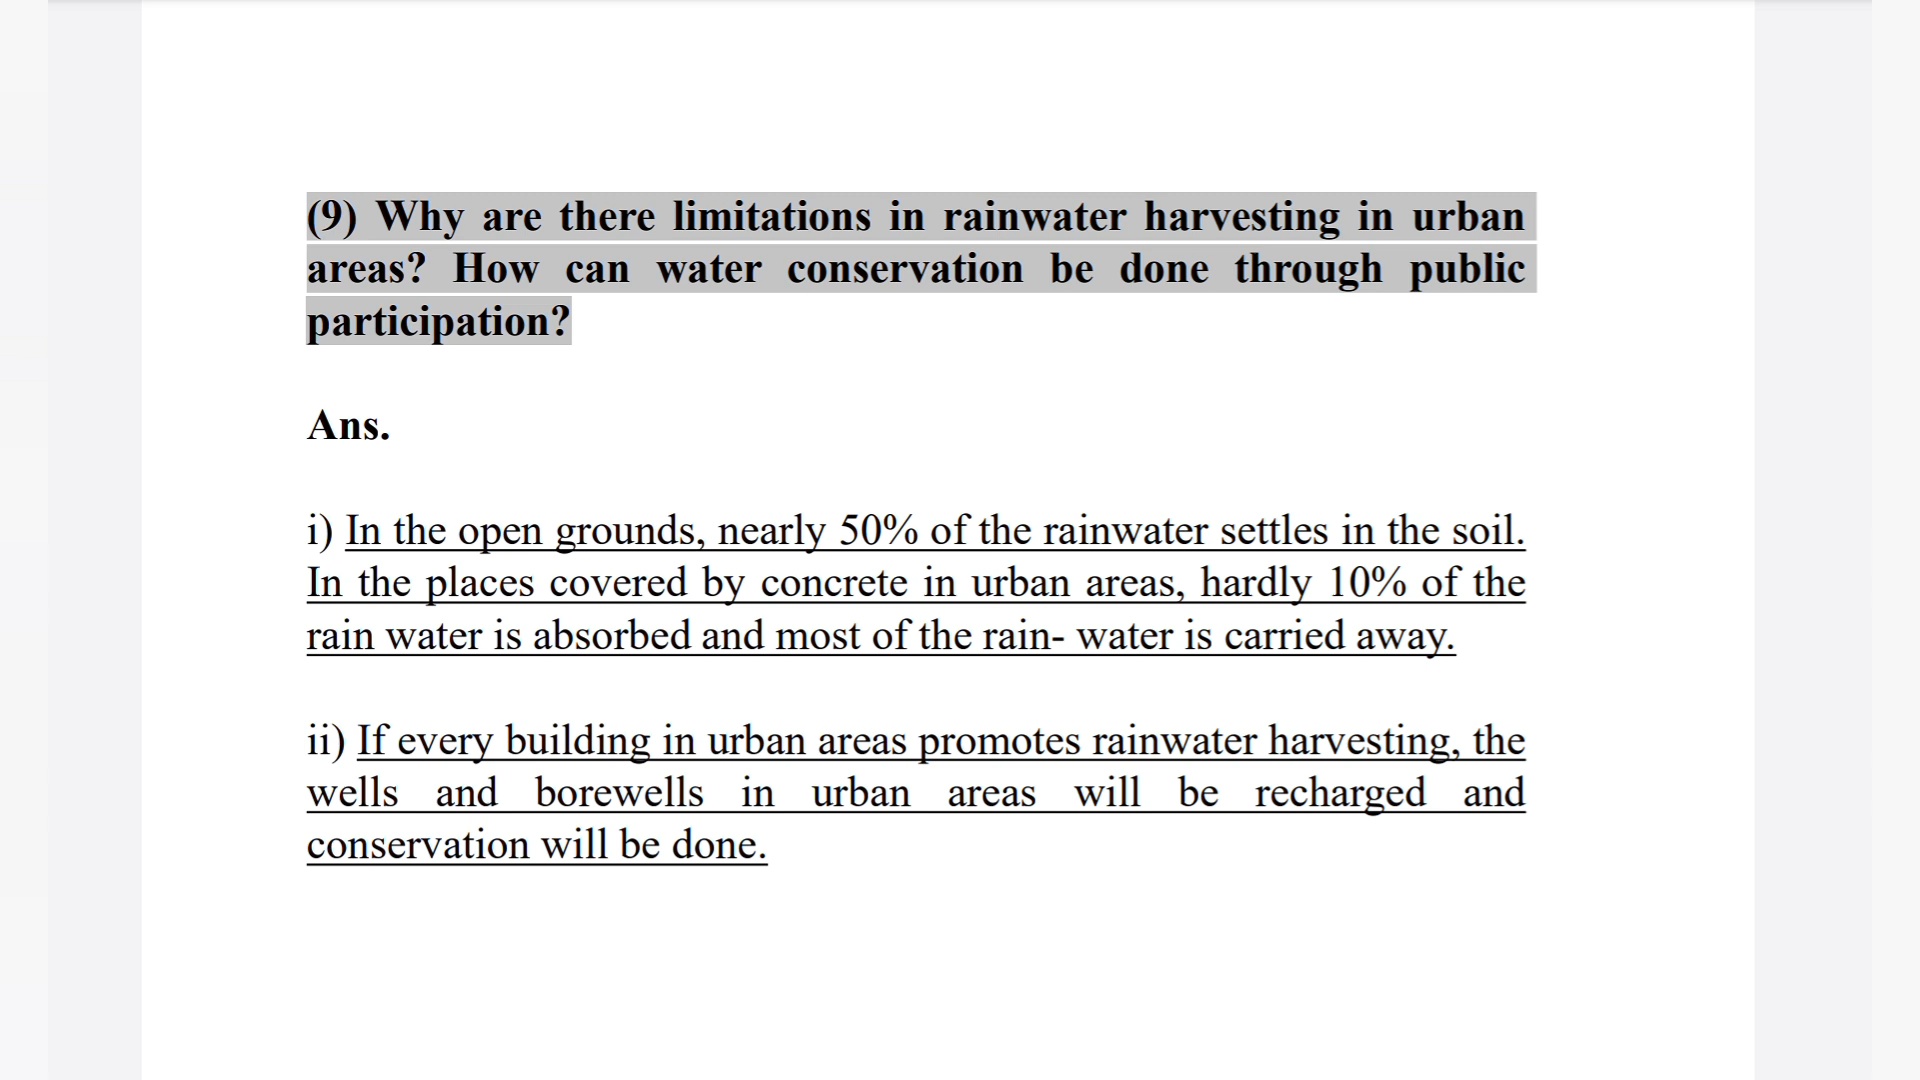 (9) Why are there limitations in rainwater harvesting in urban
areas? How can water conservation be done through public
participation?
Ans.
i) In the open grounds, nearly 50% of the rainwater settles in the soil.
In the places covered by concrete in urban areas, hardly 10% of the
rain water is absorbed and most of the rain- water is carried away.
ii) If every building in urban areas promotes rainwater harvesting, the
wells and borewells in urban areas will be recharged and
conservation will be done.